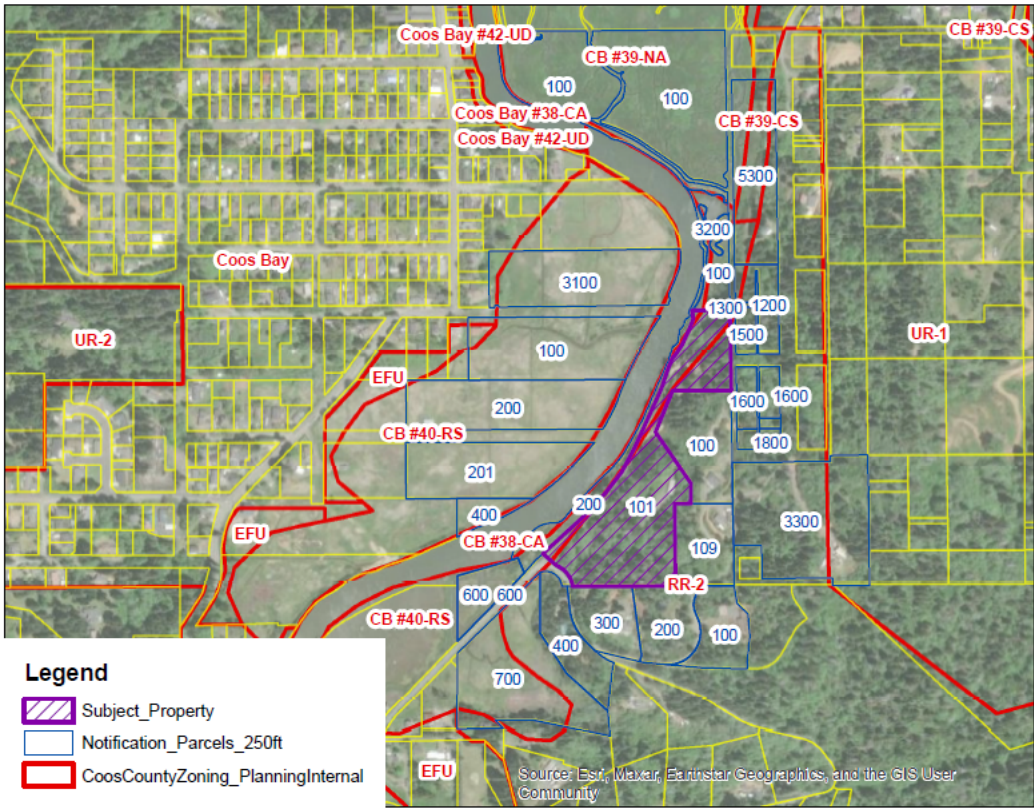 Coos Bay #42-UD
CB #39-CS
CB #39-NA
100
100
Coos Bay #38-CA
CB #39-CS
Coos Bay #42-UD
5300
3200
Coos Bay
3100
100
1300
1200
UR-2
1500
UR-1
100
EFU
1600
1600
200
CB #40-RS
1800
100
201
200
101
400
3300
EFU
CB #38-CA
109
RR-2
600
600
CB #40-RS
300
200
100
400
700
EFU
Legend
Subject_Property
Notification_Parcels_250ft
CoosCountyZoning_PlanningInternal
Source: Esri, Maxar, Earthstar Geographics, and the GIS User
Community